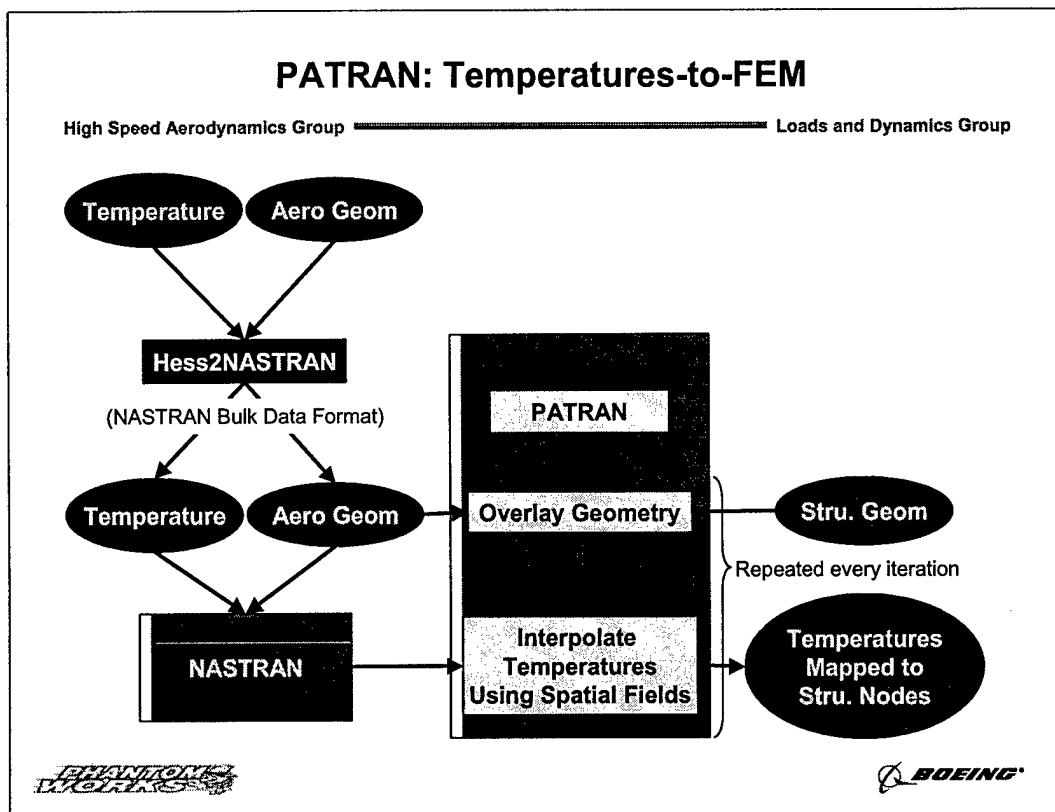 PATRAN: Temperatures-to-FEM
High Speed Aerodynamics Group
Loads and Dynamics Group
Temperature
Aero Geom
Hess2NASTRAN
(NASTRAN Bulk Data Format)
PATRAN
Temperature
Aero Geom
Overlay Geometry
Stru. Geom
Repeated every iteration
NASTRAN
Interpolate
Temperatures
Using Spatial Fields
Temperatures
Mapped to
Stru. Nodes
PHANTOM
WORKS
BOEING